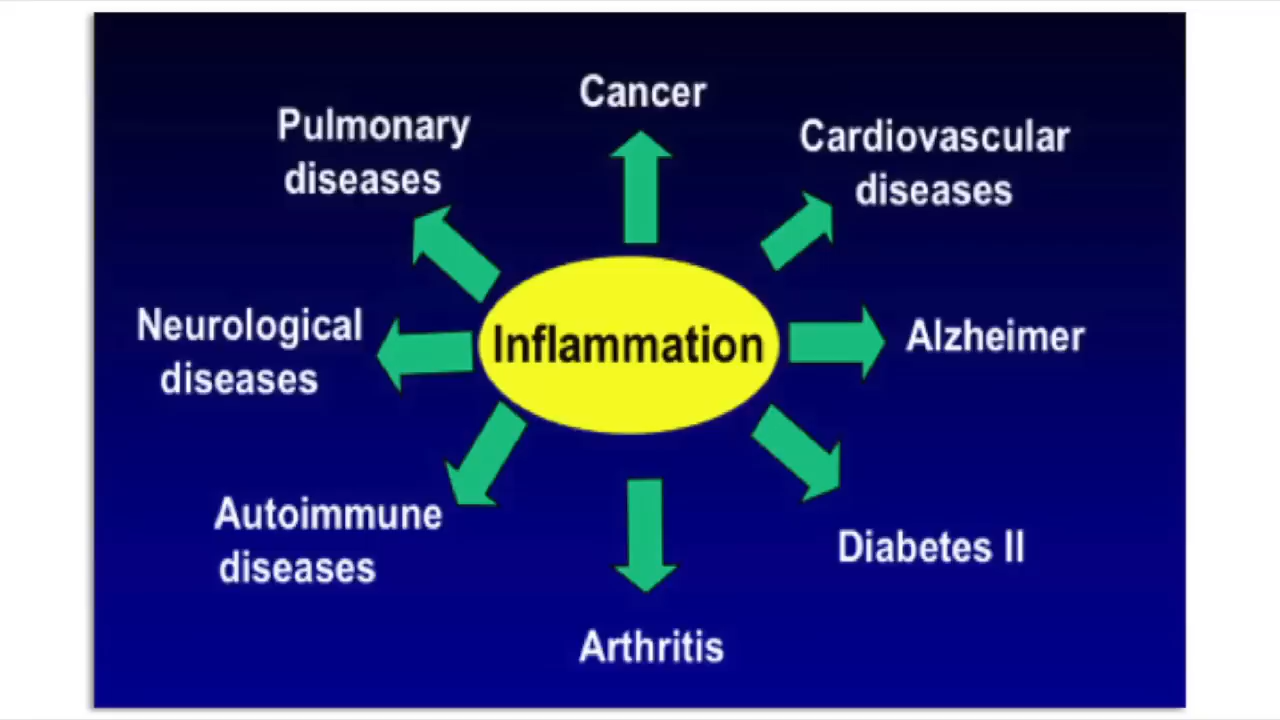 Cancer
Pulmonary
diseases
Cardiovascular
diseases
Neurological
diseases
Inflammation
Alzheimer
Autoimmune
diseases
Diabetes II
Arthritis